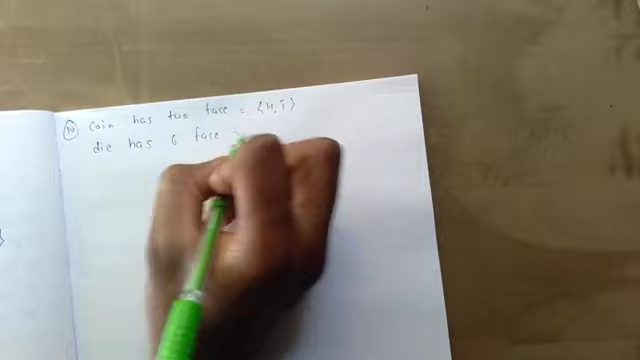 10 Coin has two face = {H, T}
die has 6 face =